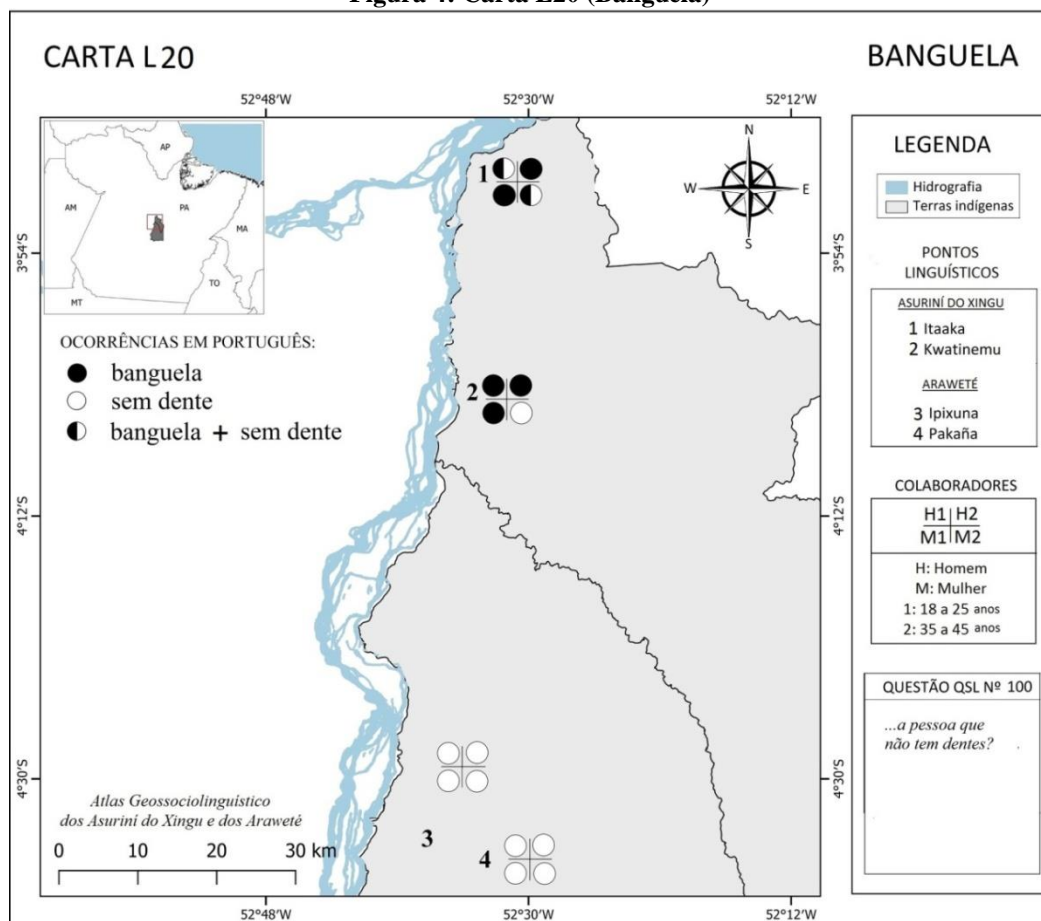 Figura 4: Carta L20 (Banguela)
CARTA L20
BANGUELA
52°48'W
52°30'W
52°12'W
AP
AM
PA
MA
TO
MT
OCORRÊNCIAS EM PORTUGUÊS:
banguela
sem dente
banguela + sem dente
N
W
E
S
1
2
3
4
3°54'S
4°12'S
4°30'S
3°54'S
4°12'S
4°30'S
Atlas Geossociolinguístico
dos Asuriní do Xingu e dos Araweté
0 10 20 30 km
52°48'W
52°30'W
52°12'W
LEGENDA
Hidrografia
Terras indígenas
PONTOS
LINGUÍSTICOS
ASURINÍ DO XINGU
1 Itaaka
2 Kwatinemu
ARAWETÉ
3 Ipixuna
4 Pakaña
COLABORADORES
H1 H2
M1 M2
H: Homem
M: Mulher
1: 18 a 25 anos
2: 35 a 45 anos
QUESTÃO QSL Nº 100
...a pessoa que
não tem dentes?